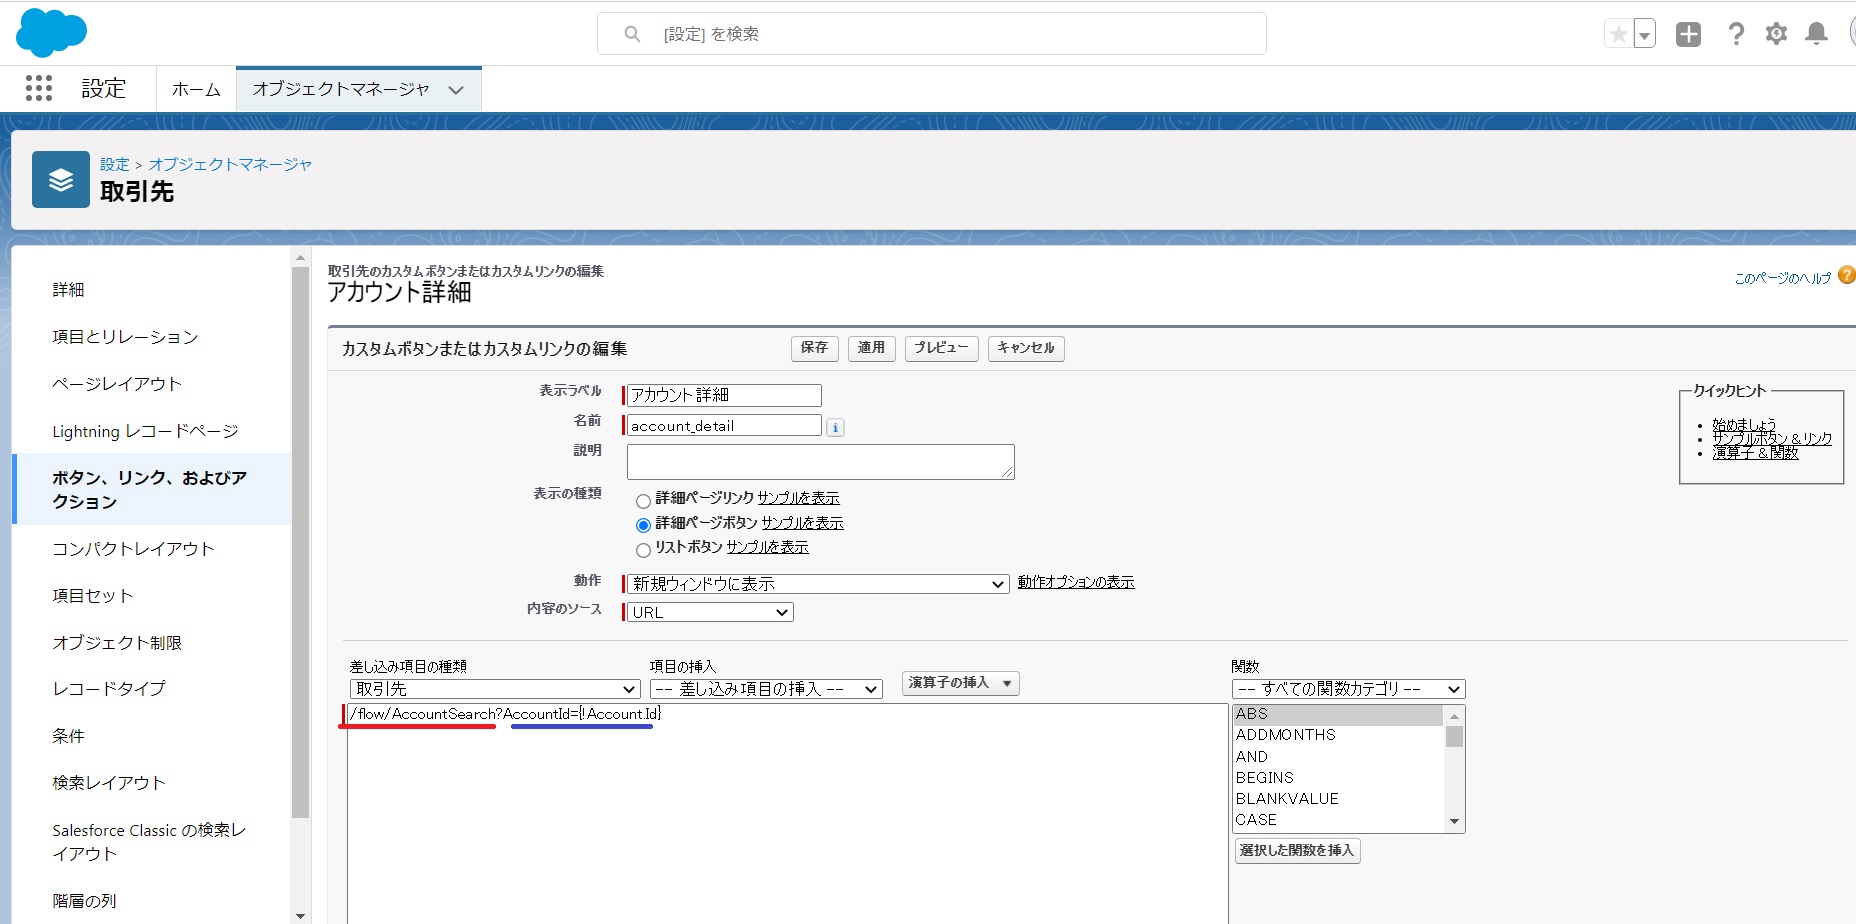 [設定] を検索
設定
ホーム
オブジェクトマネージャ
設定 > オブジェクトマネージャ
取引先
詳細
項目とリレーション
ページレイアウト
Lightning レコードページ
ボタン、リンク、およびア
クション
コンパクトレイアウト
項目セット
オブジェクト制限
レコードタイプ
条件
検索レイアウト
Salesforce Classic の検索レ
イアウト
階層の列
取引先のカスタムボタンまたはカスタムリンクの編集
アカウント詳細
このページのヘルプ ?
カスタムボタンまたはカスタムリンクの編集
保存 適用 プレビュー キャンセル
表示ラベル アカウント詳細
名前 account_detail i
説明
表示の種類
詳細ページリンク サンプルを表示
詳細ページボタン サンプルを表示
リストボタン サンプルを表示
動作 新規ウィンドウに表示 動作オプションの表示
内容のソース URL
クイックヒント
始めましょう
サンプルボタン & リンク
演算子 & 関数
差し込み項目の種類
取引先
項目の挿入
-- 差し込み項目の挿入 --
演算子の挿入
/flow/AccountSearch?AccountId={!Account.Id}
関数
-- すべての関数カテゴリ --
ABS
ADDMONTHS
AND
BEGINS
BLANKVALUE
CASE
選択した関数を挿入